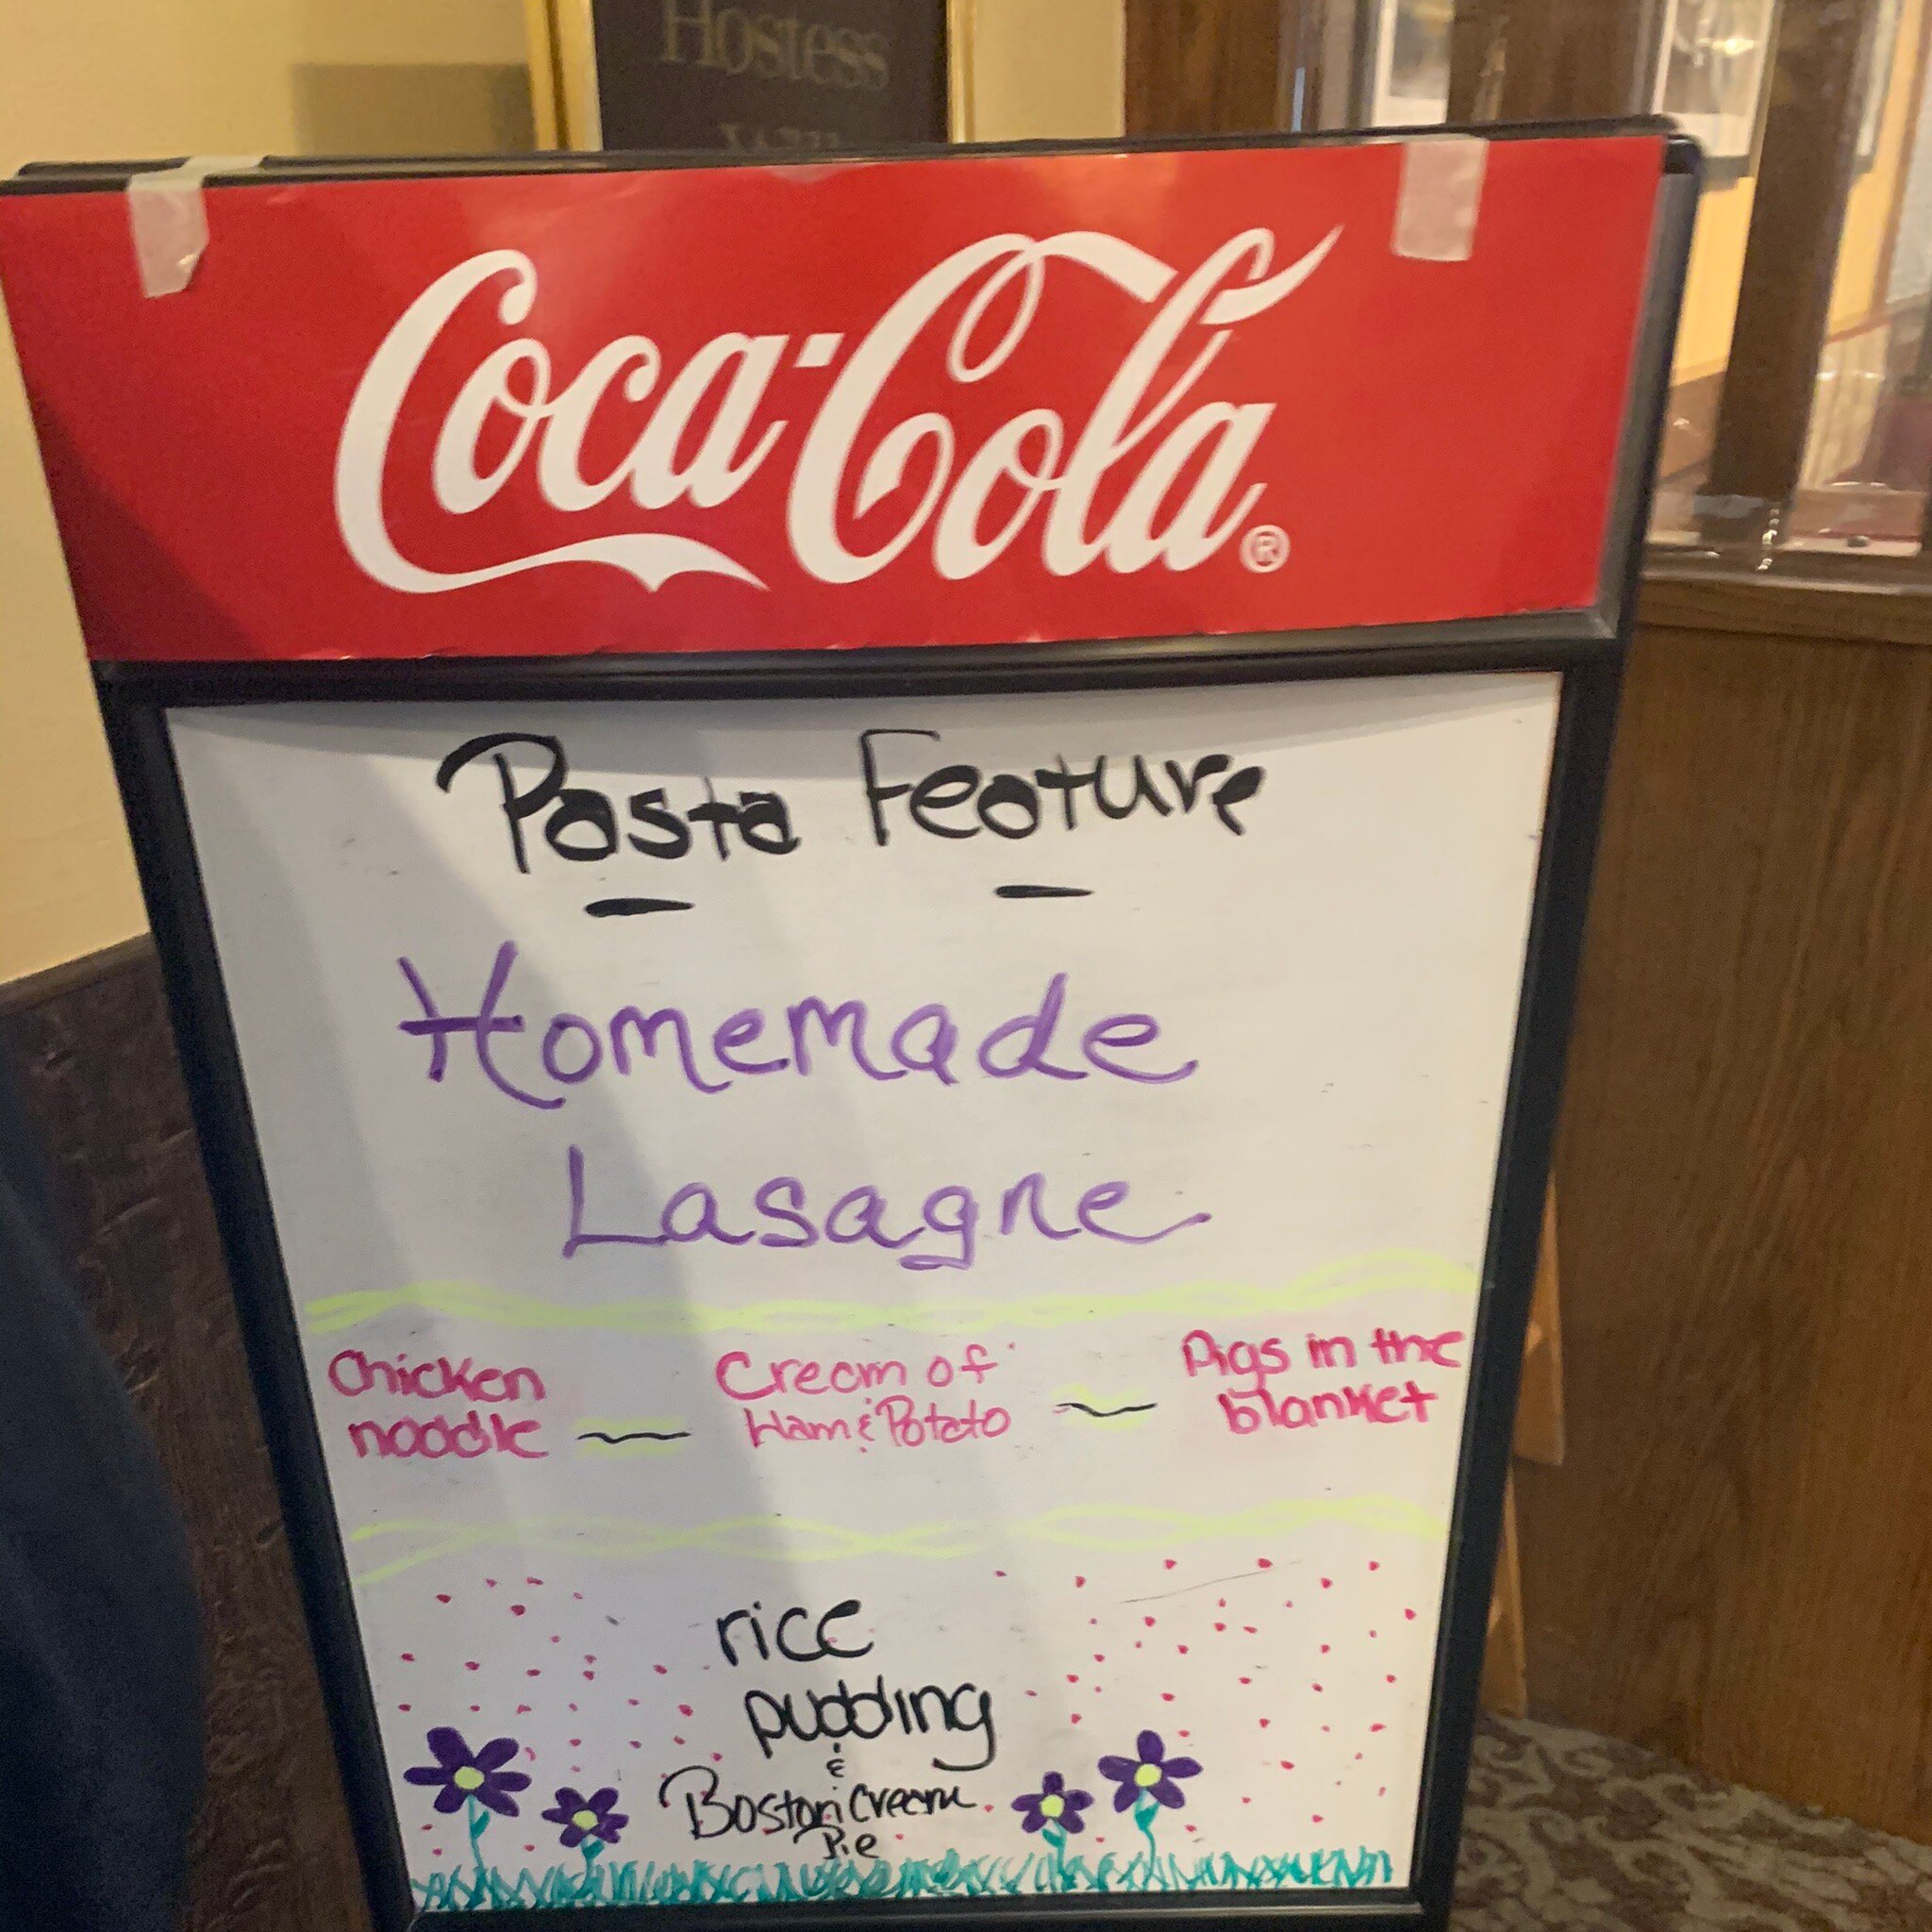 Hostess
Coca-Cola®
Pasta Feature
Homemade
Lasagne
Chicken
noodle
Cream of
Ham & Potato
Pigs in the
blanket
rice
pudding
&
Boston Cream
Pie